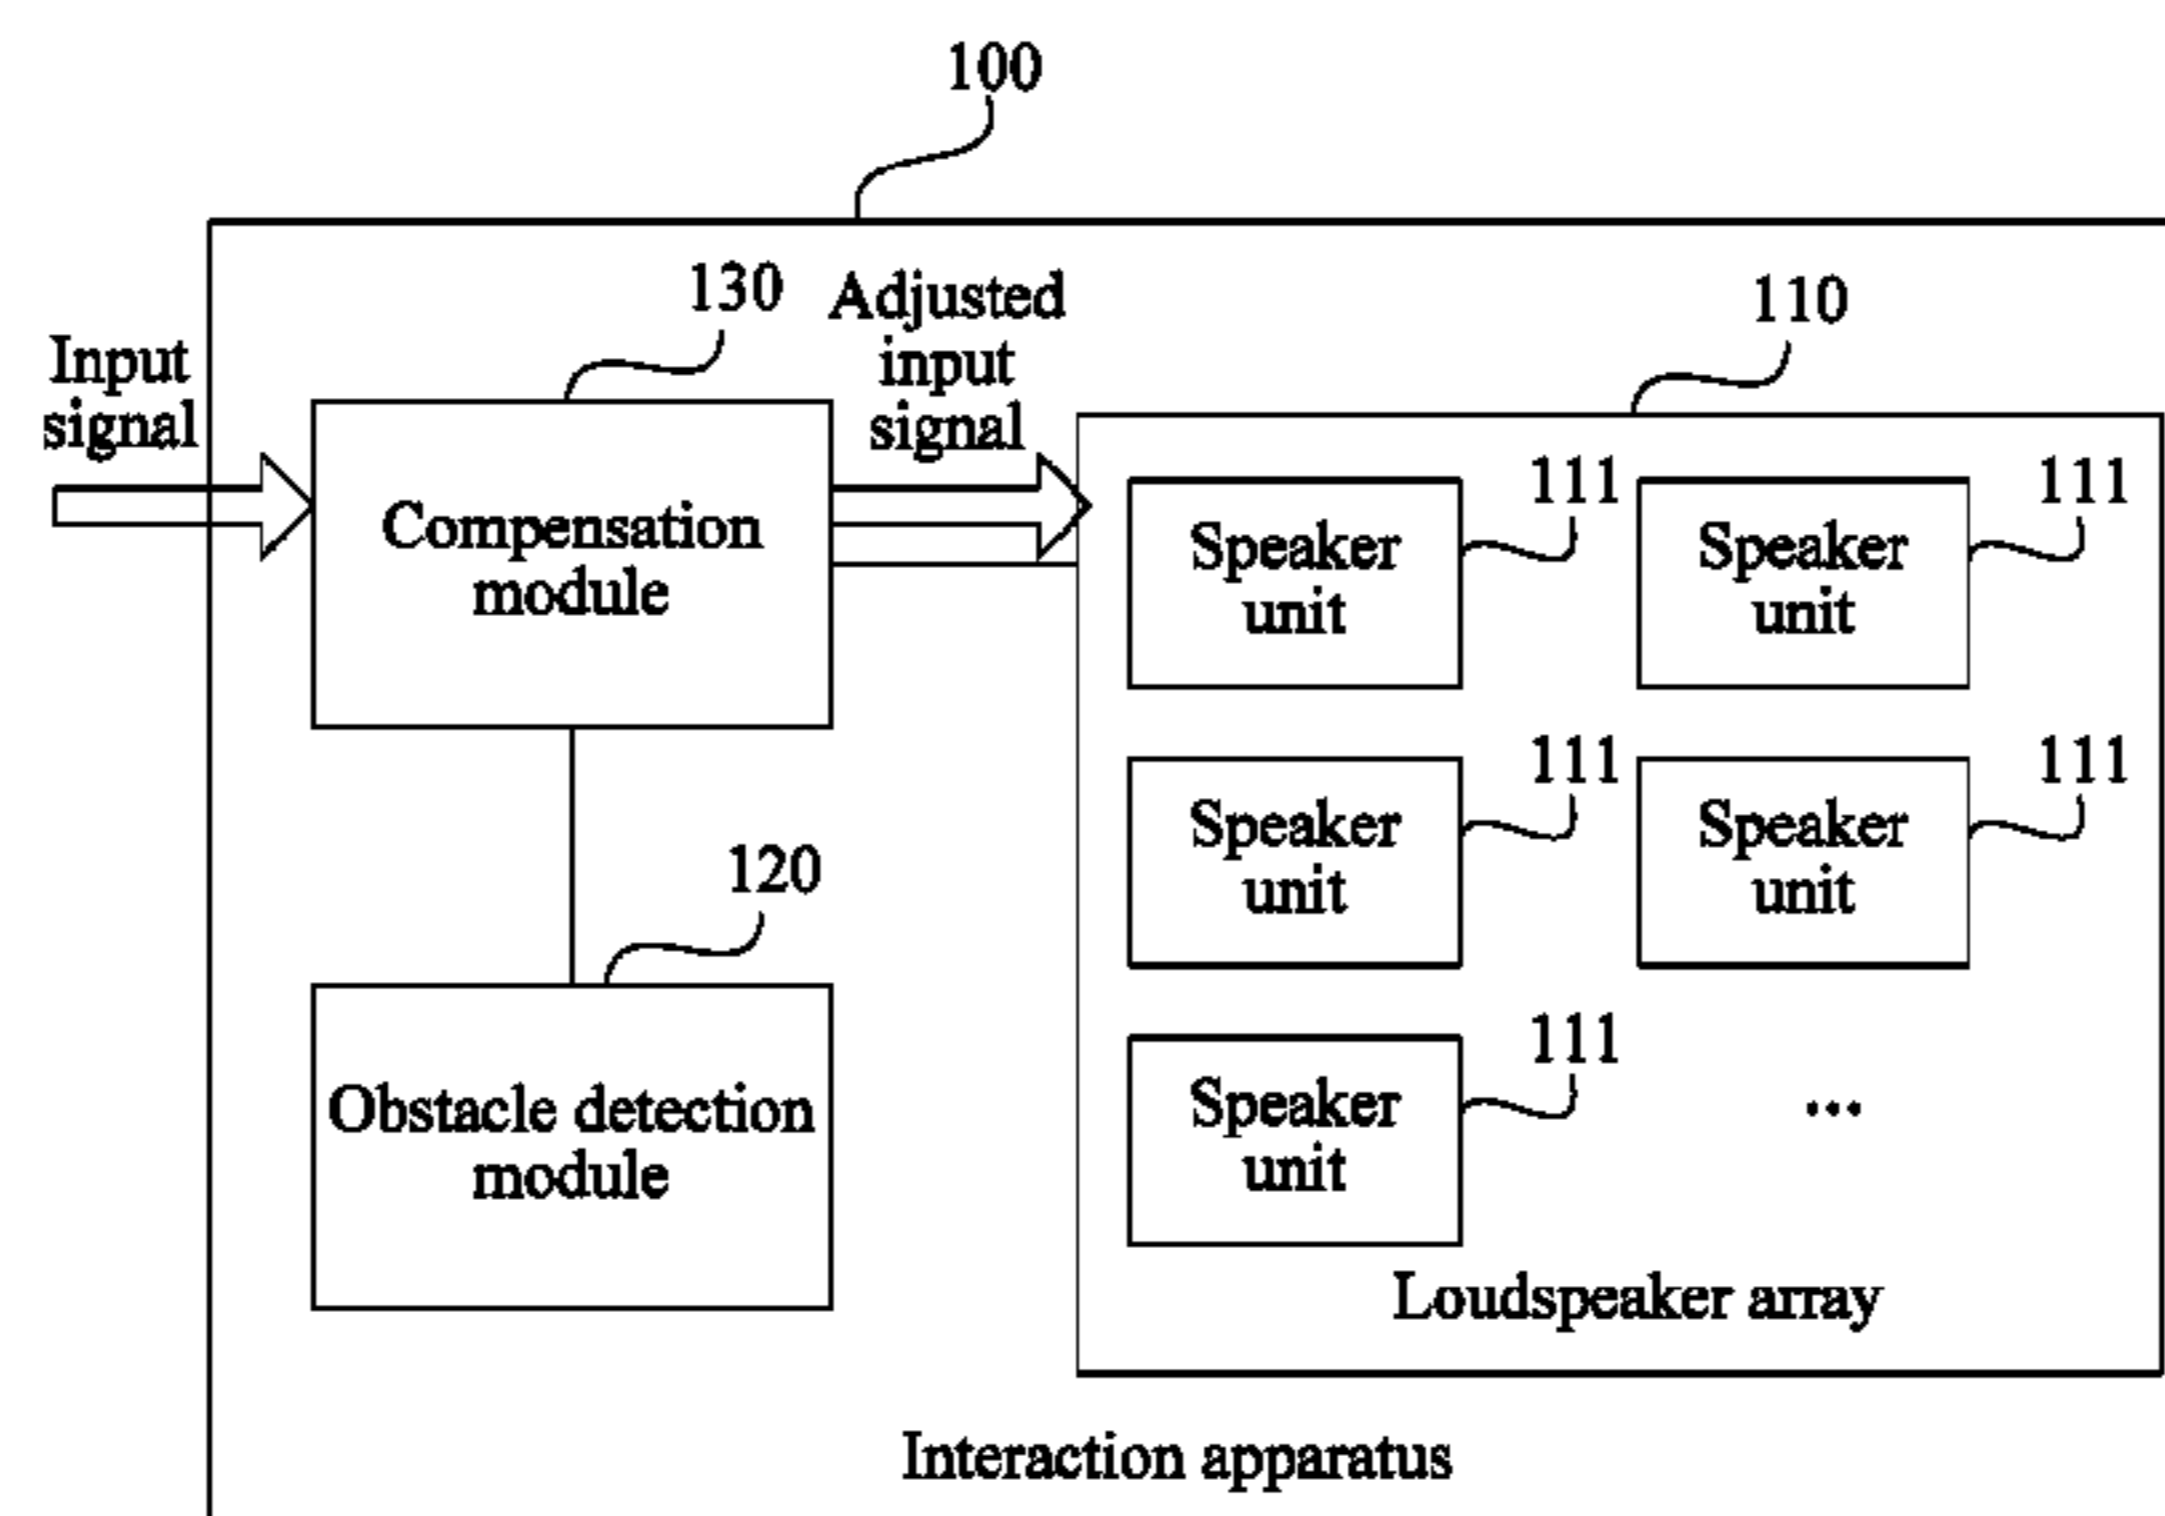 100
130
Adjusted
input
signal
110
Input
signal
Compensation
module
111
Speaker
unit
111
Speaker
unit
111
Speaker
unit
111
Speaker
unit
120
Obstacle detection
module
111
Speaker
unit
...
Loudspeaker array
Interaction apparatus